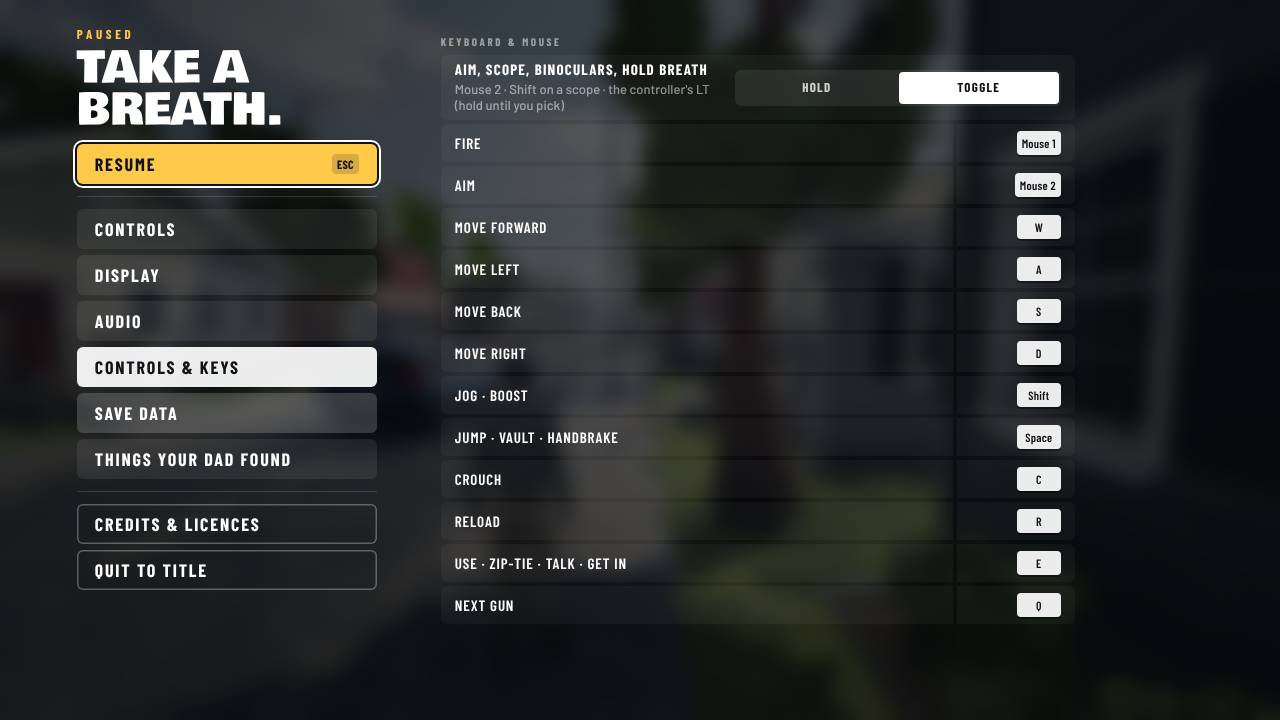 PAUSED
TAKE A
BREATH.
RESUME ESC
CONTROLS
DISPLAY
AUDIO
CONTROLS & KEYS
SAVE DATA
THINGS YOUR DAD FOUND
CREDITS & LICENCES
QUIT TO TITLE
KEYBOARD & MOUSE
AIM, SCOPE, BINOCULARS, HOLD BREATH
Mouse 2 · Shift on a scope · the controller's LT
(hold until you pick)
HOLD TOGGLE
FIRE Mouse 1
AIM Mouse 2
MOVE FORWARD W
MOVE LEFT A
MOVE BACK S
MOVE RIGHT D
JOG · BOOST Shift
JUMP · VAULT · HANDBRAKE Space
CROUCH C
RELOAD R
USE · ZIP-TIE · TALK · GET IN E
NEXT GUN Q